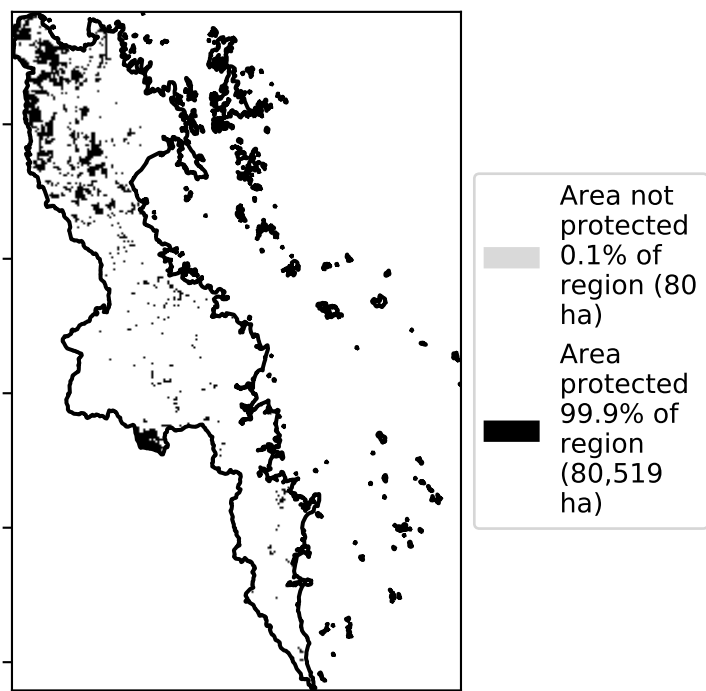 Area not
protected
0.1% of
region (80
ha)
Area
protected
99.9% of
region
(80,519
ha)